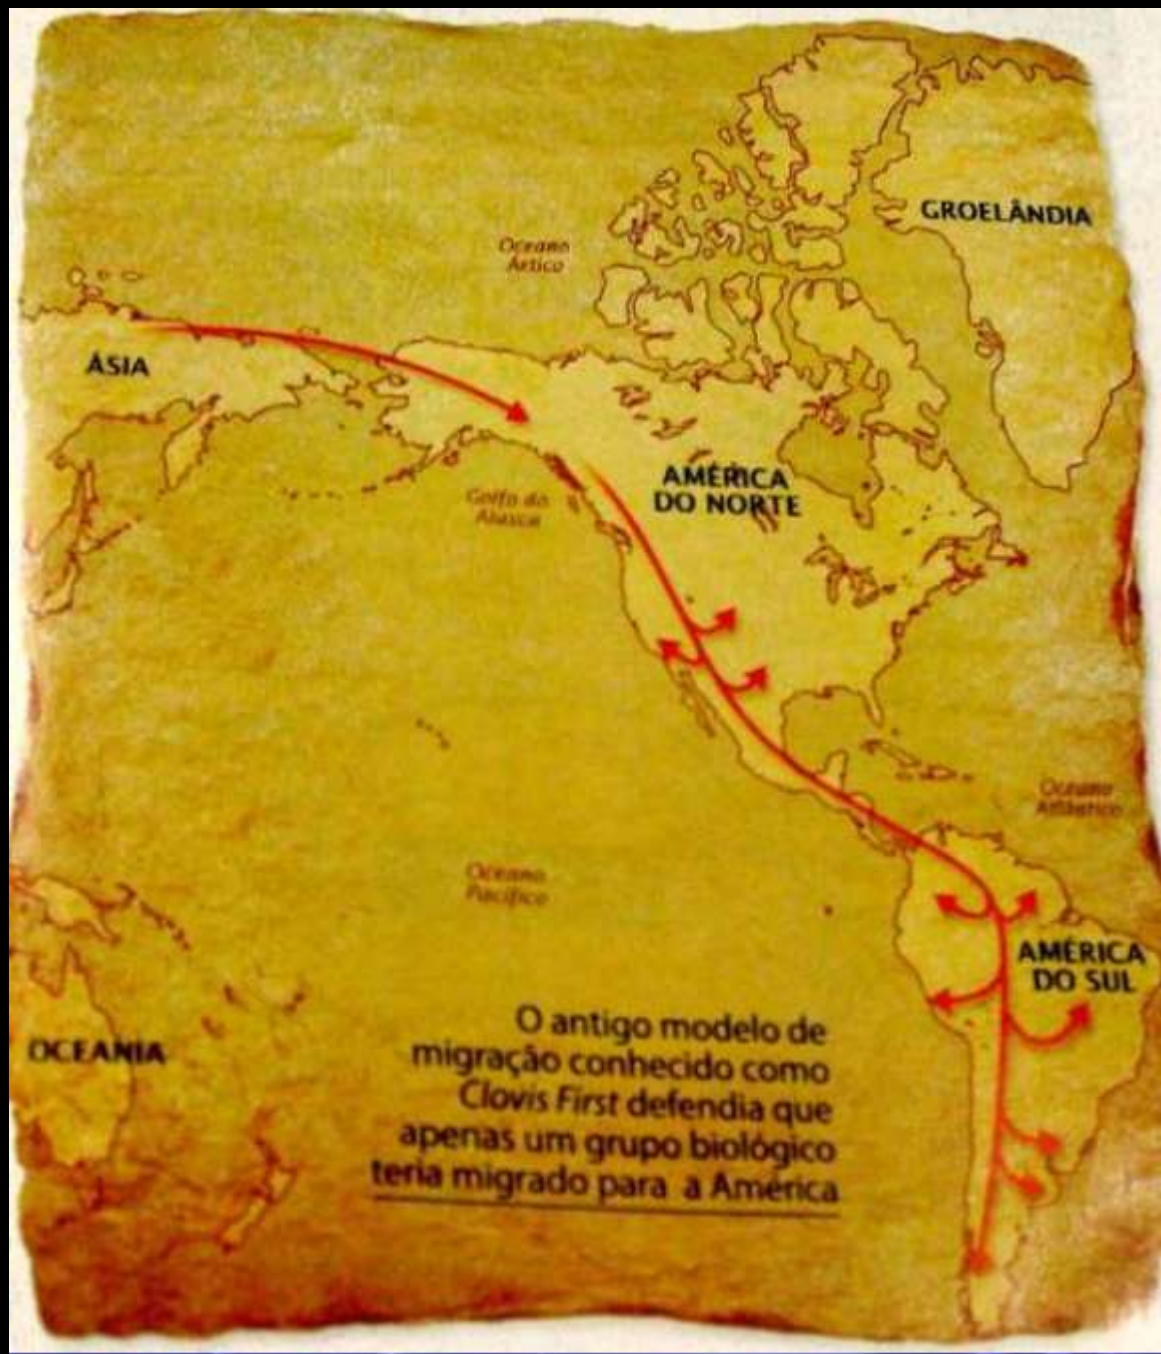 GROELÂNDIA
Oceano
Ártico
ÁSIA
AMÉRICA
DO NORTE
Golfo do
Alasca
Oceano
Atlântico
Oceano
Pacífico
AMÉRICA
DO SUL
OCEANIA
O antigo modelo de
migração conhecido como
Clovis First defendia que
apenas um grupo biológico
teria migrado para a América